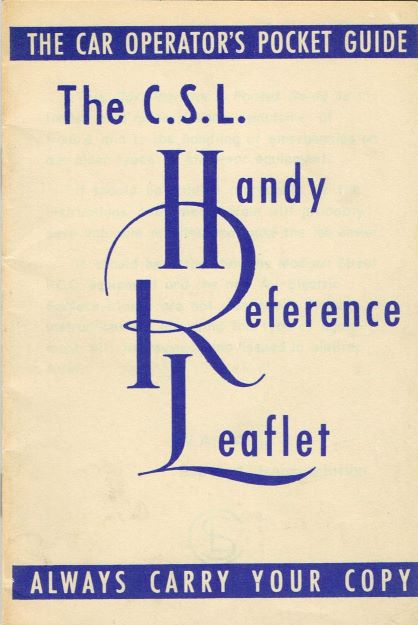 THE CAR OPERATOR'S POCKET GUIDE
The C.S.L.
Handy
Reference
Leaflet
ALWAYS CARRY YOUR COPY